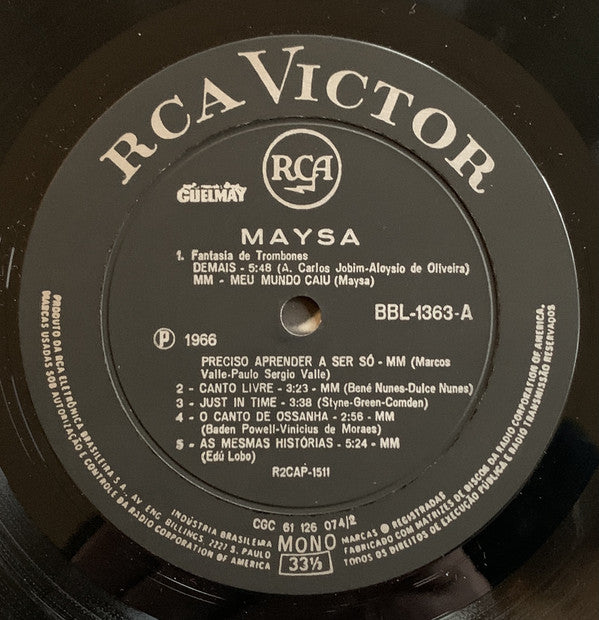 RCA VICTOR
RCA
GUELMAY
MAYSA
1. Fantasia de Trombones
DEMAIS - 5:48 (A. Carlos Jobim-Aloysio de Oliveira)
MM - MEU MUNDO CAIU (Maysa)
BBL-1363-A
Ⓟ 1966
PRECISO APRENDER A SER SÓ - MM (Marcos
Valle-Paulo Sergio Valle)
2 - CANTO LIVRE - 3:23 - MM (Bené Nunes-Dulce Nunes)
3 - JUST IN TIME - 3:38 (Styne-Green-Comden)
4 - O CANTO DE OSSANHA - 2:56 - MM
(Baden Powell-Vinicius de Moraes)
5 - AS MESMAS HISTÓRIAS - 5:24 - MM
(Edú Lobo)
R2CAP-1511
PRODUTO DA RCA ELETRÔNICA BRASILEIRA S A, AV. ENG. BILLINGS, 2227 S. PAULO
MARCAS USADAS SOB AUTORIZAÇÃO E CONTRÔLE DA RADIO CORPORATION OF AMERICA
INDÚSTRIA BRASILEIRA
CGC 61 126 074/2
MONO
33⅓
MARCAS ® REGISTRADAS
FABRICADO COM MATRIZES DE DISCOS DA RADIO CORPORATION OF AMERICA.
TODOS OS DIREITOS DE EXECUÇÃO PÚBLICA E RADIO TRANSMISSÃO RESERVADOS